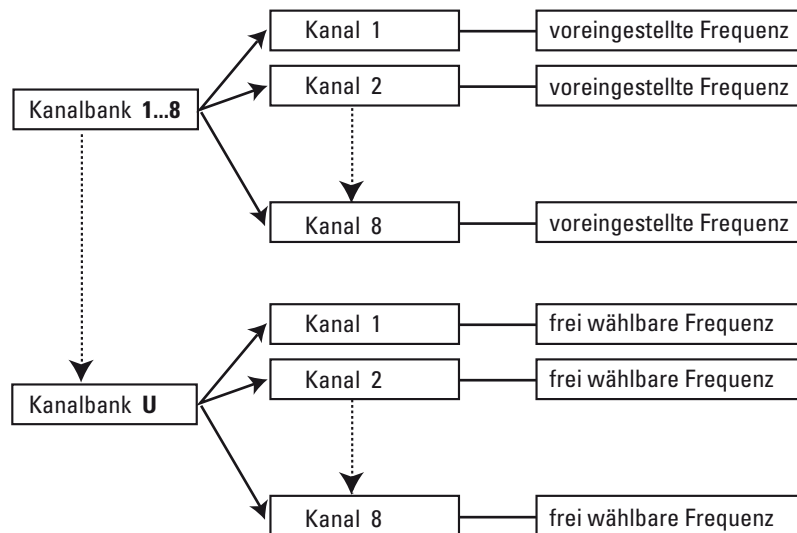 Kanal 1
voreingestellte Frequenz
Kanal 2
voreingestellte Frequenz
Kanalbank 1...8
Kanal 8
voreingestellte Frequenz
Kanal 1
frei wählbare Frequenz
Kanal 2
frei wählbare Frequenz
Kanalbank U
Kanal 8
frei wählbare Frequenz